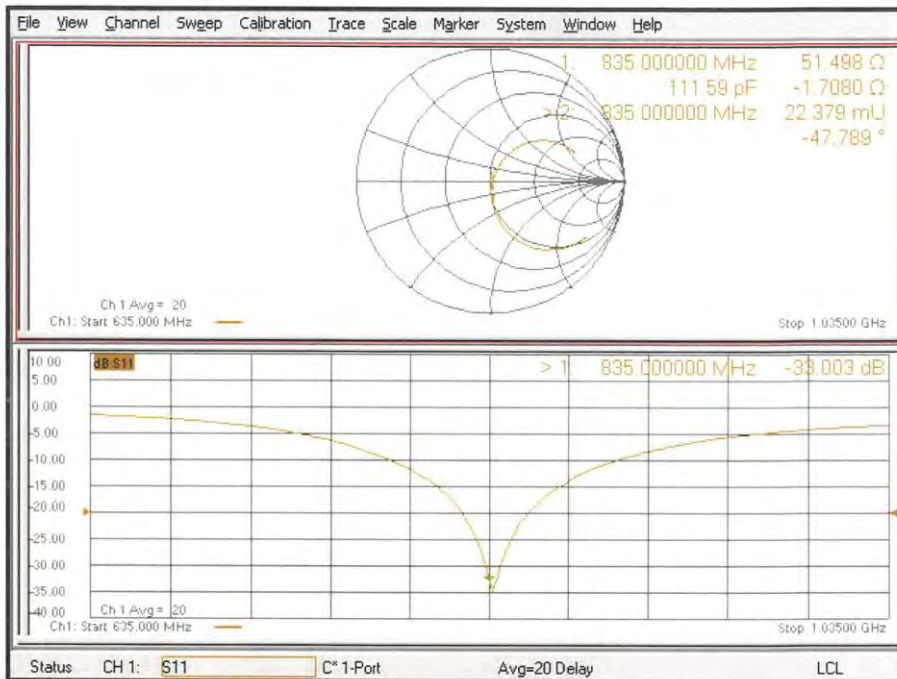 File View Channel Sweep Calibration Trace Scale Marker System Window Help
1: 835.000000 MHz 51.498 Ω
111.59 pF -1.7080 Ω
> 2: 835.000000 MHz 22.379 mU
-47.789 °
Ch 1 Avg = 20
Ch1: Start 635.000 MHz
Stop 1.03500 GHz
10.00
dB S11
> 1: 835.000000 MHz -33.003 dB
5.00
0.00
-5.00
-10.00
-15.00
-20.00
-25.00
-30.00
-35.00
-40.00
Ch 1 Avg = 20
Ch1: Start 635.000 MHz
Stop 1.03500 GHz
Status CH 1: S11 C* 1-Port Avg=20 Delay LCL